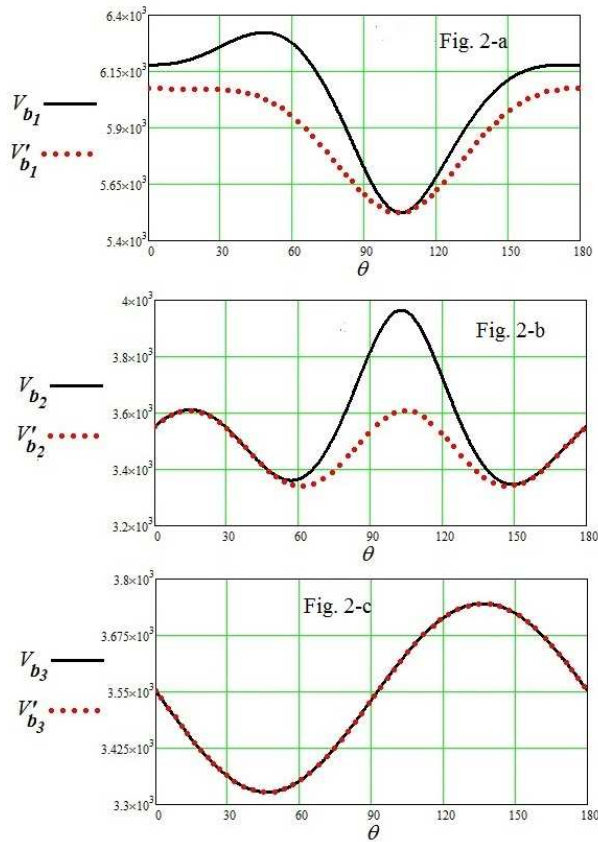 6.4×10³
Fig. 2-a
6.15×10³
V_b₁
5.9×10³
V'_b₁
5.65×10³
5.4×10³
0 30 60 90 120 150 180
θ
4×10³
Fig. 2-b
3.8×10³
V_b₂
3.6×10³
V'_b₂
3.4×10³
3.2×10³
0 30 60 90 120 150 180
θ
3.8×10³
Fig. 2-c
3.675×10³
V_b₃
3.55×10³
V'_b₃
3.425×10³
3.3×10³
0 30 60 90 120 150 180
θ